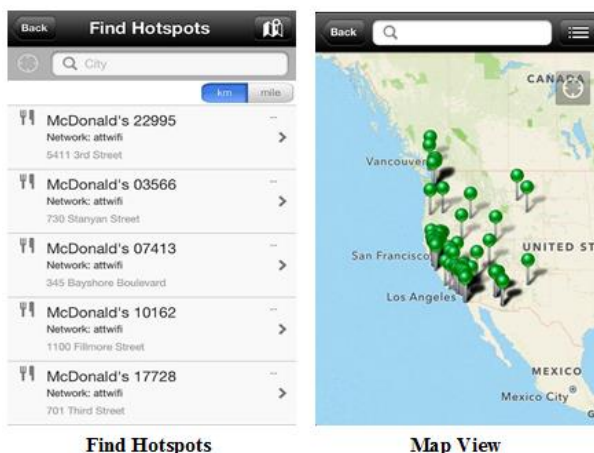 Back Find Hotspots
City
km mile
McDonald's 22995 --
Network: attwifi
5411 3rd Street
McDonald's 03566 --
Network: attwifi
730 Stanyan Street
McDonald's 07413 --
Network: attwifi
345 Bayshore Boulevard
McDonald's 10162 --
Network: attwifi
1100 Fillmore Street
McDonald's 17728 --
Network: attwifi
701 Third Street
Find Hotspots
Back
CANADA
Vancouver
San Francisco
UNITED ST
Los Angeles
MEXICO
Mexico City
G
Map View